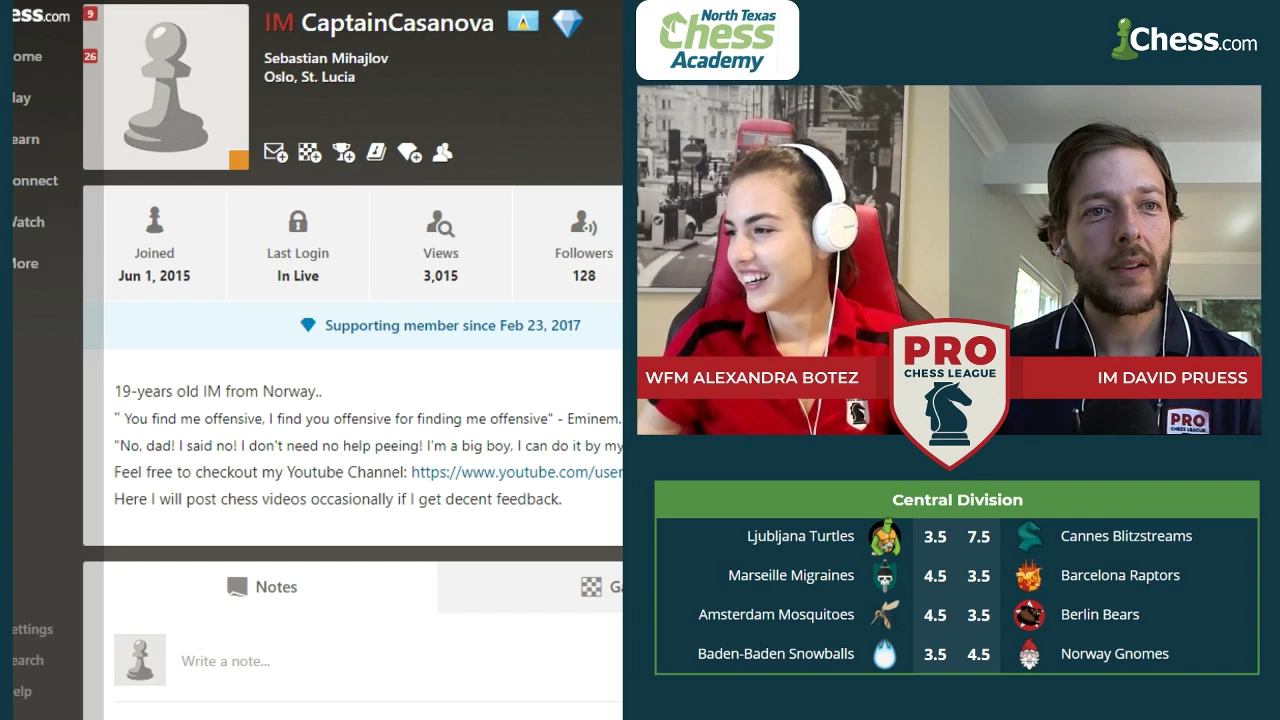 ess.com
9
ome
26
lay
earn
onnect
Vatch
lore
ettings
earch
elp
IM CaptainCasanova
Sebastian Mihajlov
Oslo, St. Lucia
Joined
Jun 1, 2015
Last Login
In Live
Views
3,015
Followers
128
Supporting member since Feb 23, 2017
19-years old IM from Norway..
" You find me offensive, I find you offensive for finding me offensive" - Eminem.
"No, dad! I said no! I don't need no help peeing! I'm a big boy, I can do it by my
Feel free to checkout my Youtube Channel: https://www.youtube.com/user
Here I will post chess videos occasionally if I get decent feedback.
Notes
Ga
Write a note...
North Texas
Chess
Academy
Chess.com
WFM ALEXANDRA BOTEZ
PRO
CHESS LEAGUE
IM DAVID PRUESS
PRO
CHESS LEAGUE
Central Division
Ljubljana Turtles 3.5 7.5 Cannes Blitzstreams
Marseille Migraines 4.5 3.5 Barcelona Raptors
Amsterdam Mosquitoes 4.5 3.5 Berlin Bears
Baden-Baden Snowballs 3.5 4.5 Norway Gnomes